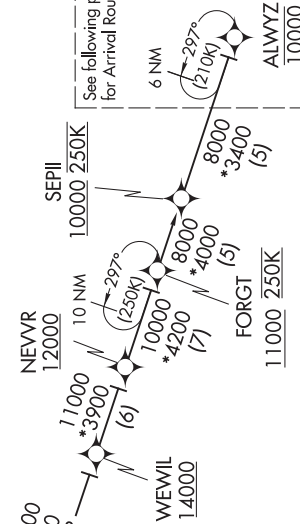 See following p
for Arrival Rou
6 NM
297°
(210K)
ALWYZ
10000
8000
*3400
(5)
SEPII
10000 250K
8000
*4000
(5)
10 NM
297°
(250K)
FORGT
11000 250K
10000
*4200
(7)
NEWVR
12000
11000
*3900
(6)
WEWIL
14000